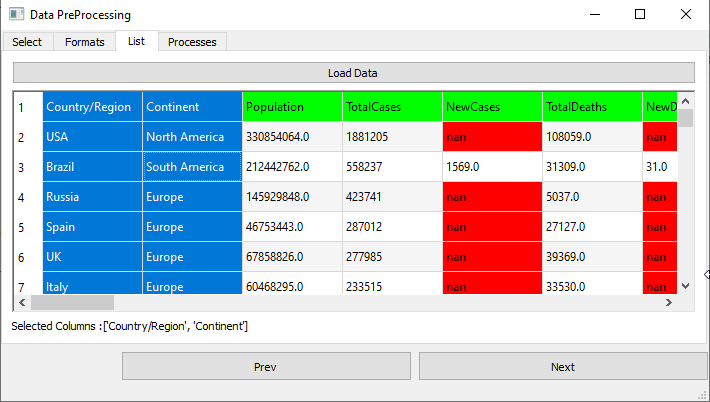 Data PreProcessing
Select Formats List Processes
Load Data
1 Country/Region Continent Population TotalCases NewCases TotalDeaths NewD
2 USA North America 330854064.0 1881205 nan 108059.0 nan
3 Brazil South America 212442762.0 558237 1569.0 31309.0 31.0
4 Russia Europe 145929848.0 423741 nan 5037.0 nan
5 Spain Europe 46753443.0 287012 nan 27127.0 nan
6 UK Europe 67858826.0 277985 nan 39369.0 nan
7 Italy Europe 60468295.0 233515 nan 33530.0 nan
Selected Columns :['Country/Region', 'Continent']
Prev Next